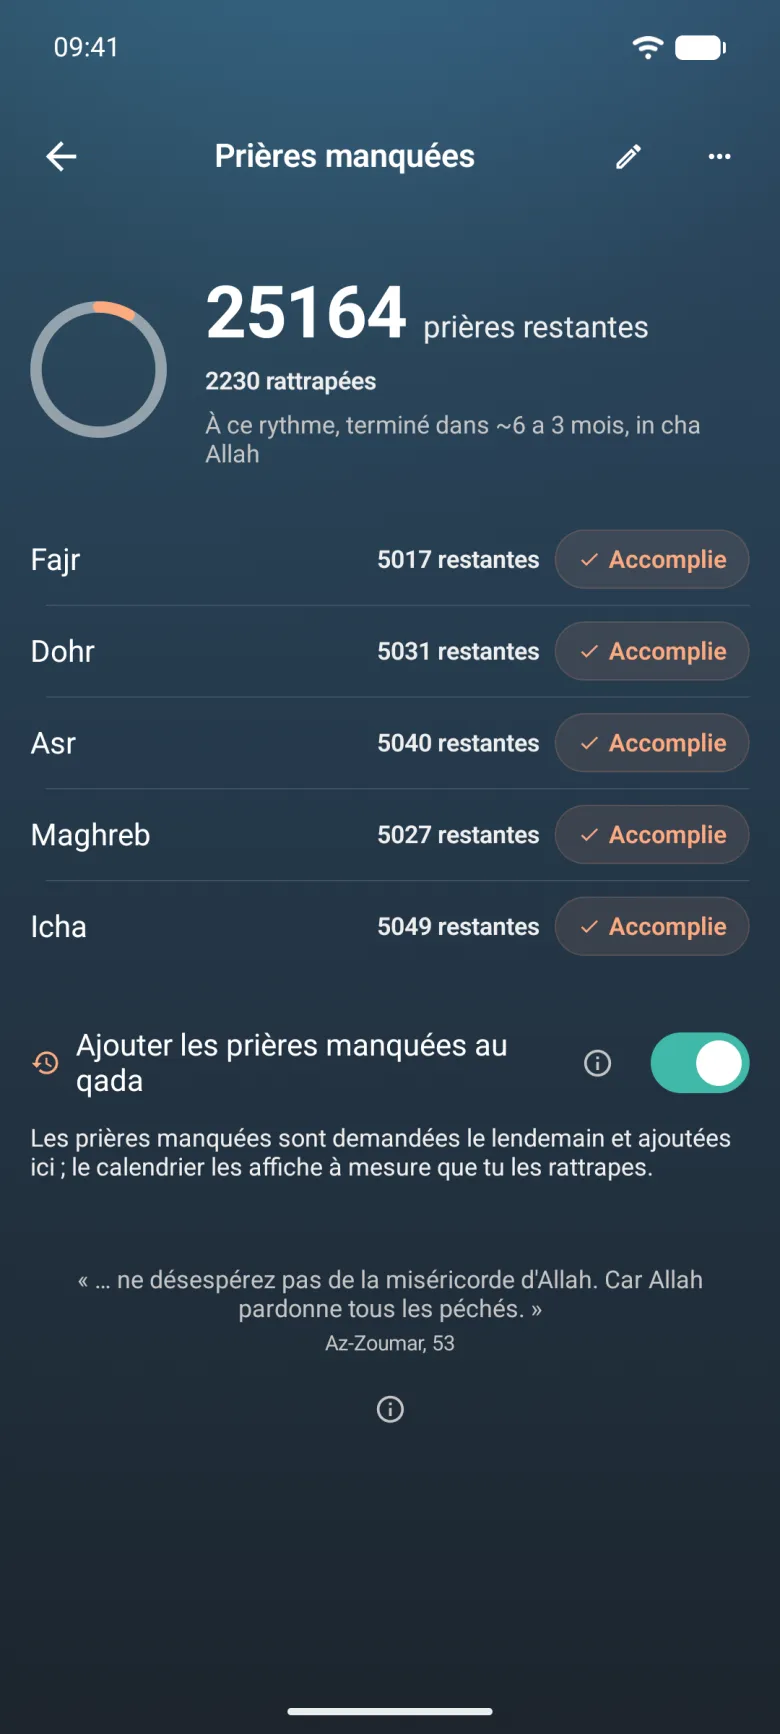 09:41
Prières manquées
25164 prières restantes
2230 rattrapées
À ce rythme, terminé dans ~6 a 3 mois, in cha
Allah
Fajr 5017 restantes Accomplie
Dohr 5031 restantes Accomplie
Asr 5040 restantes Accomplie
Maghreb 5027 restantes Accomplie
Icha 5049 restantes Accomplie
Ajouter les prières manquées au
qada
Les prières manquées sont demandées le lendemain et ajoutées
ici ; le calendrier les affiche à mesure que tu les rattrapes.
« … ne désespérez pas de la miséricorde d'Allah. Car Allah
pardonne tous les péchés. »
Az-Zoumar, 53